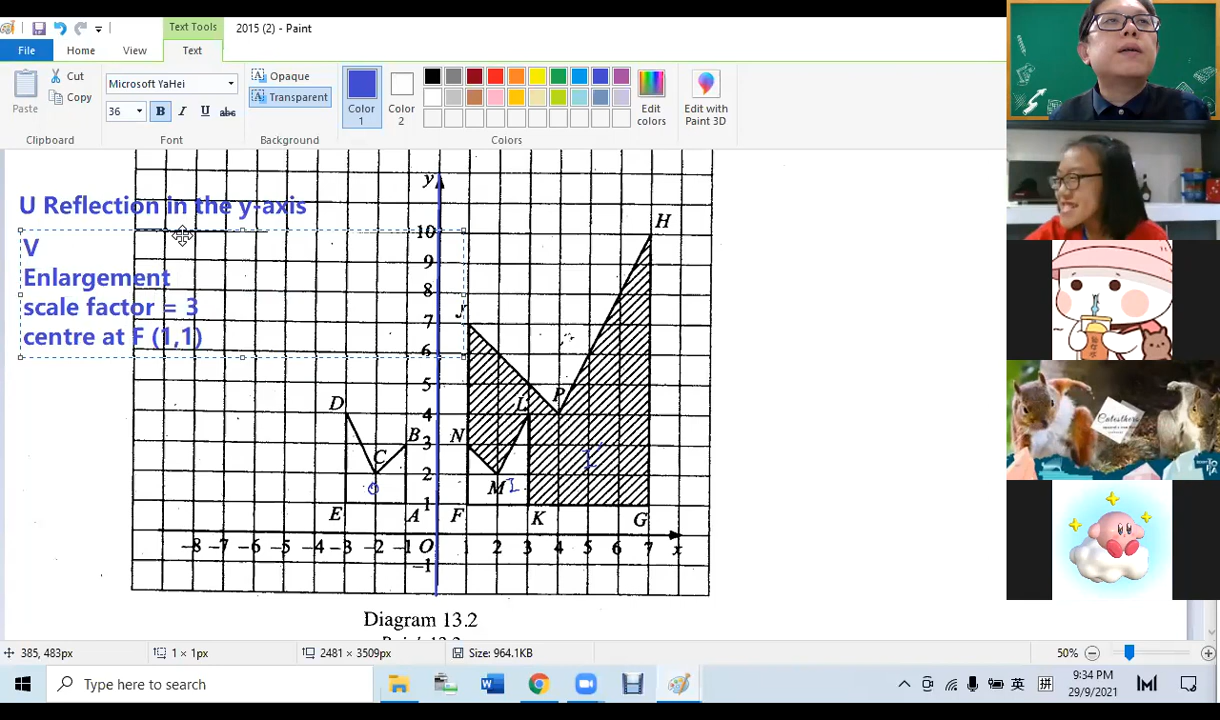 Text Tools
2015 (2) - Paint
File
Home
View
Text
Paste
Cut
Copy
Clipboard
Microsoft YaHei
36
B I U abc
Font
Opaque
Transparent
Background
Color 1
Color 2
Edit colors
Edit with Paint 3D
Colors
U Reflection in the y-axis
V
Enlargement
scale factor = 3
centre at F (1,1)
y
H
10
9
8
J
7
6
5
P
D
L
4
B
N
3
C
2
M
I
1
E
A
F
K
G
-8 -7 -6 -5 -4 -3 -2 -1 O 1 2 3 4 5 6 7 x
-1
Diagram 13.2
385, 483px
1 × 1px
2481 × 3509px
Size: 964.1KB
50%
Type here to search
英
拼
9:34 PM
29/9/2021